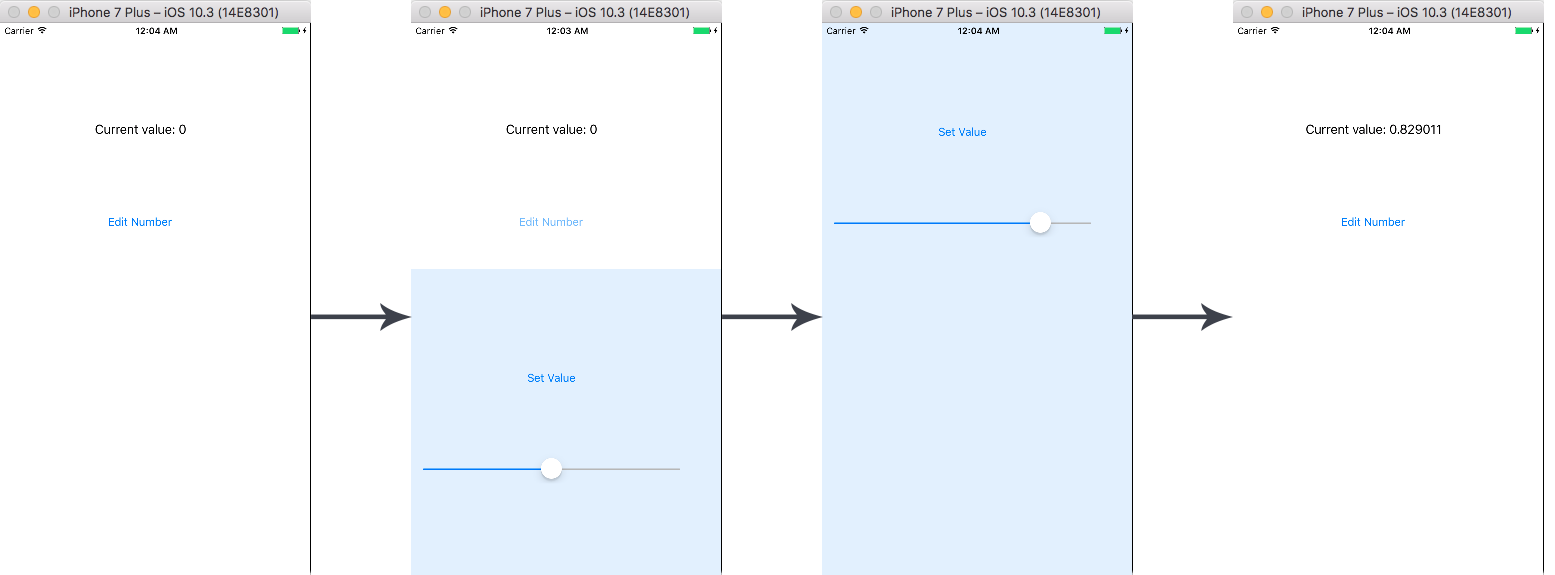 iPhone 7 Plus – iOS 10.3 (14E8301)
Carrier 12:04 AM
Current value: 0
Edit Number
iPhone 7 Plus – iOS 10.3 (14E8301)
Carrier 12:03 AM
Current value: 0
Edit Number
Set Value
iPhone 7 Plus – iOS 10.3 (14E8301)
Carrier 12:04 AM
Set Value
iPhone 7 Plus – iOS 10.3 (14E8301)
Carrier 12:04 AM
Current value: 0.829011
Edit Number